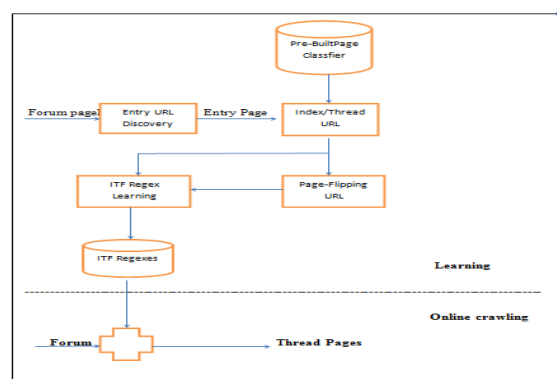 Pre-BuiltPage
Classfier
Forum pagel
Entry URL
Discovery
Entry Page
Index/Thread
URL
ITF Regex
Learning
Page-Flipping
URL
ITF Regexes
Learning
Online crawling
Forum
Thread Pages